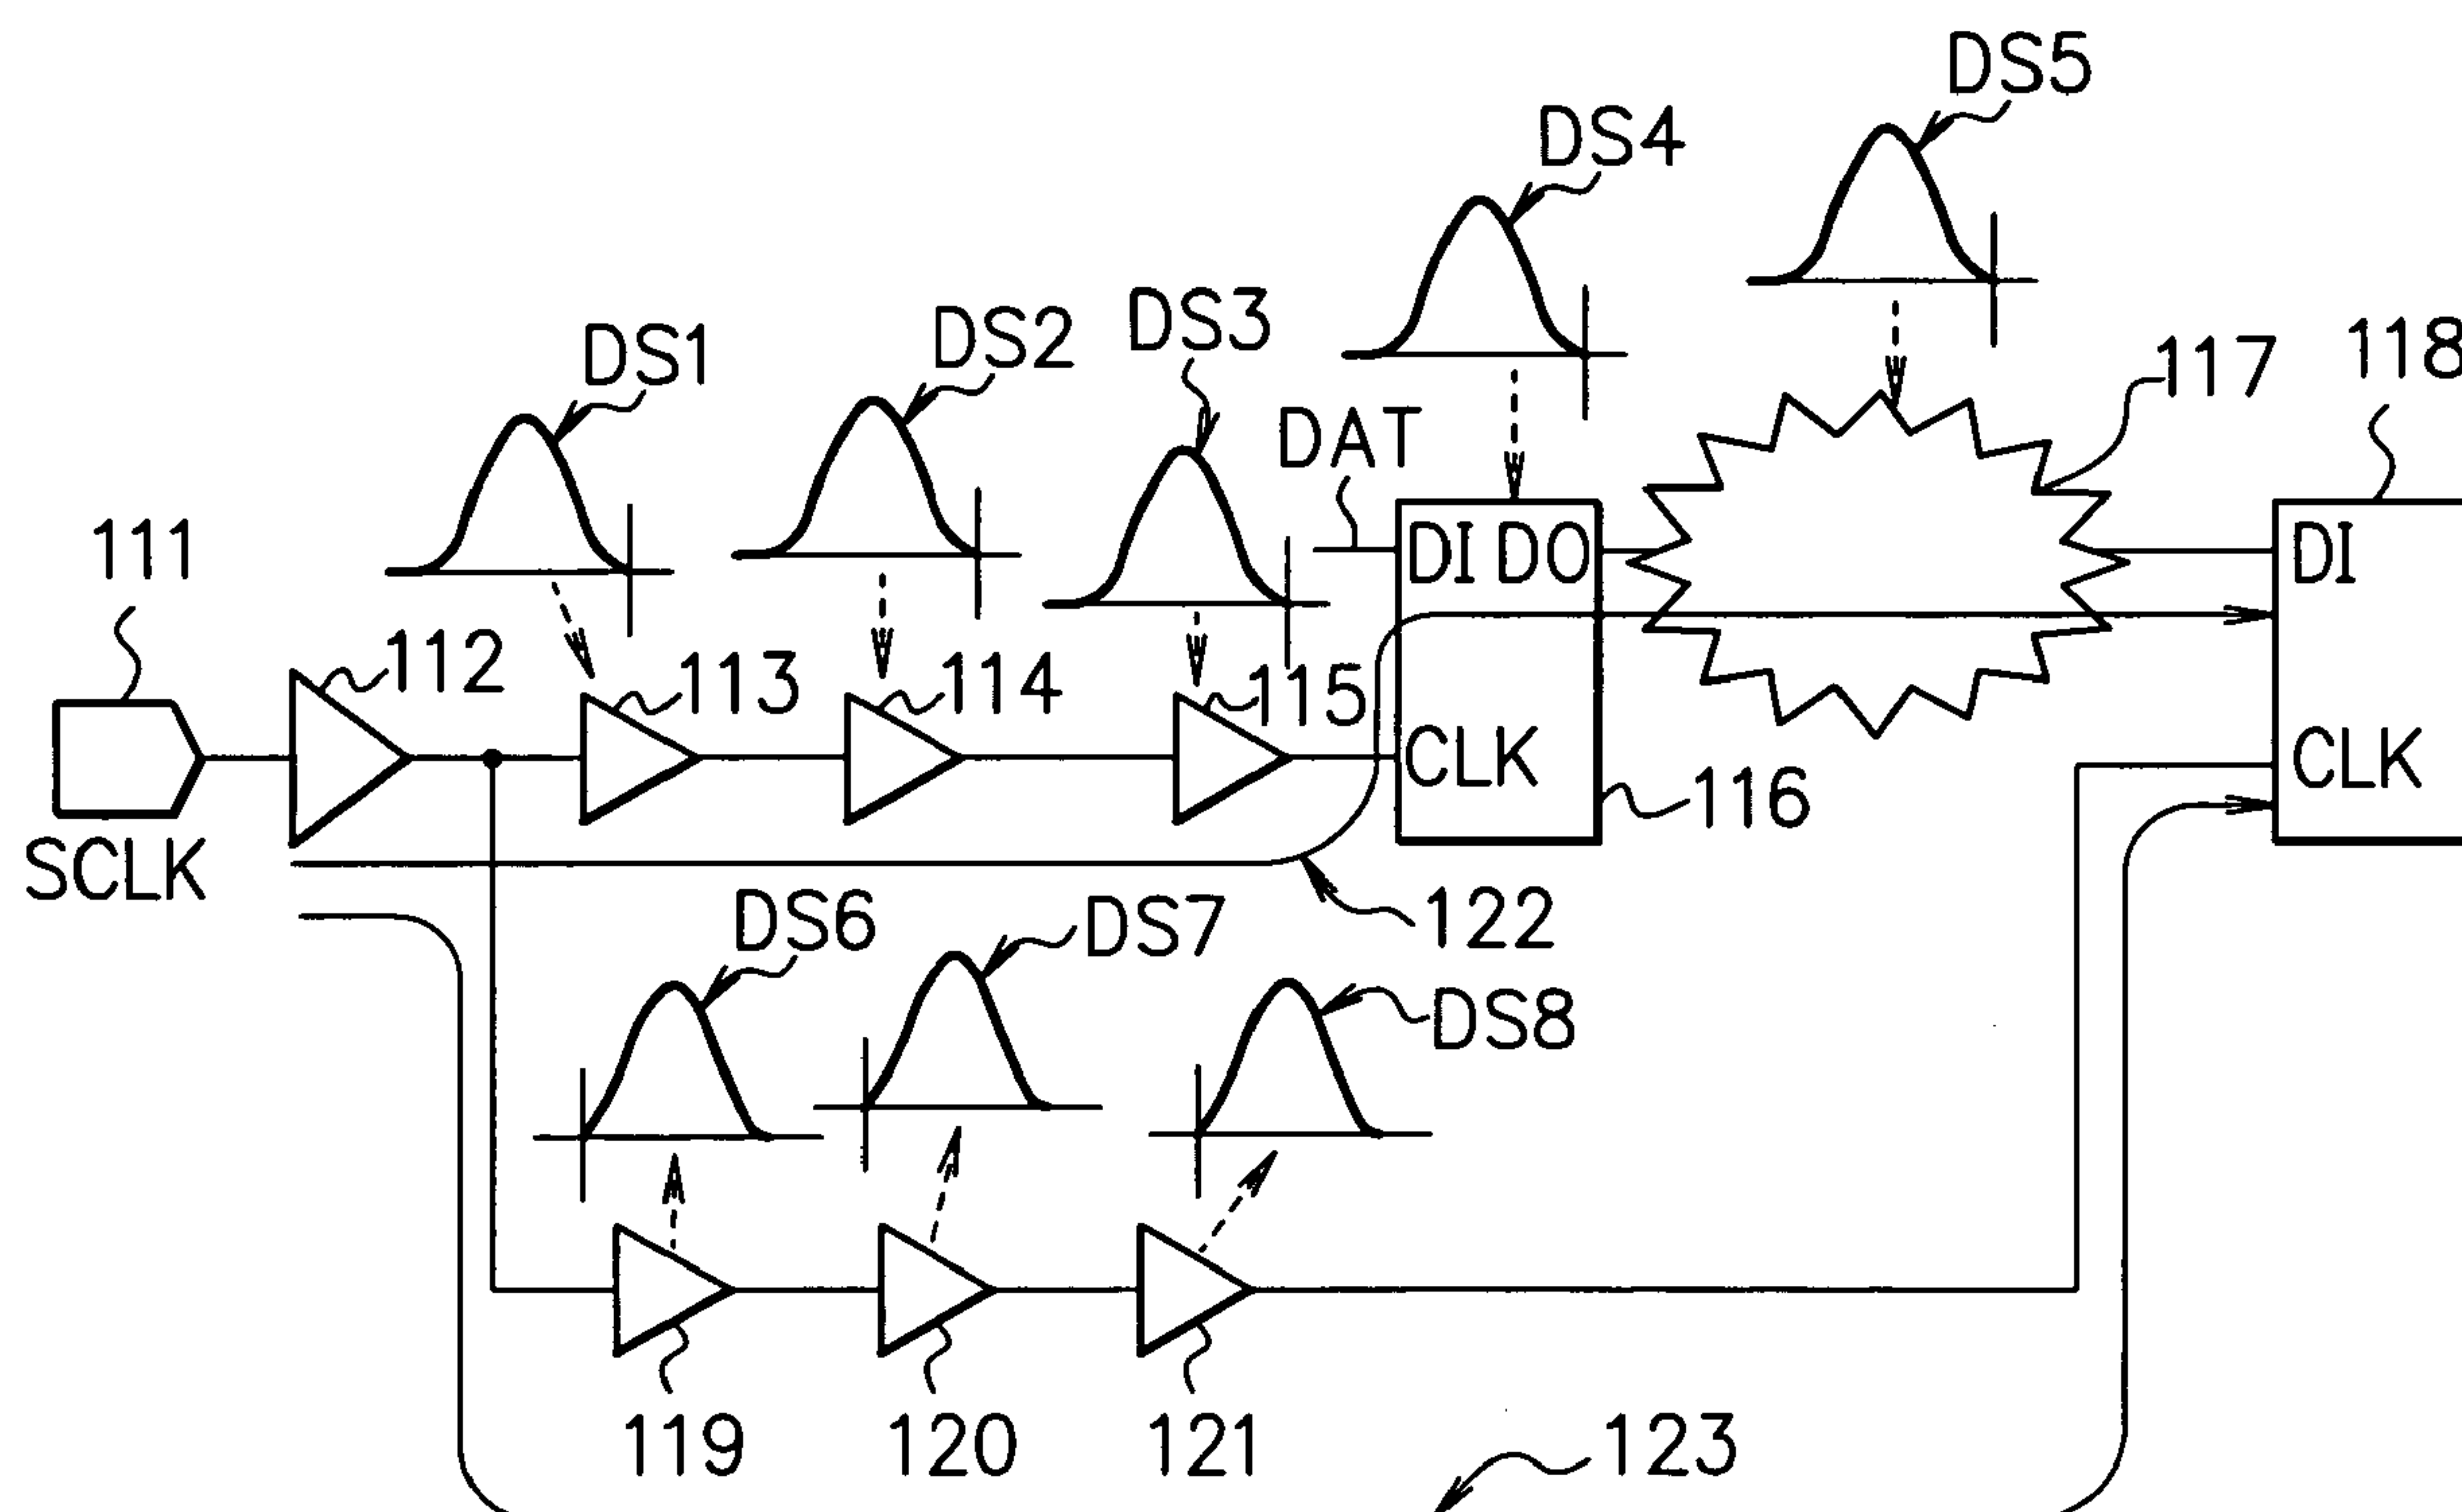 DS5
DS4
DS3
DS2
DS1
117
118
DAT
111
DI DO
DI
112
113
114
115
CLK
CLK
116
SCLK
122
DS6
DS7
DS8
119
120
121
123